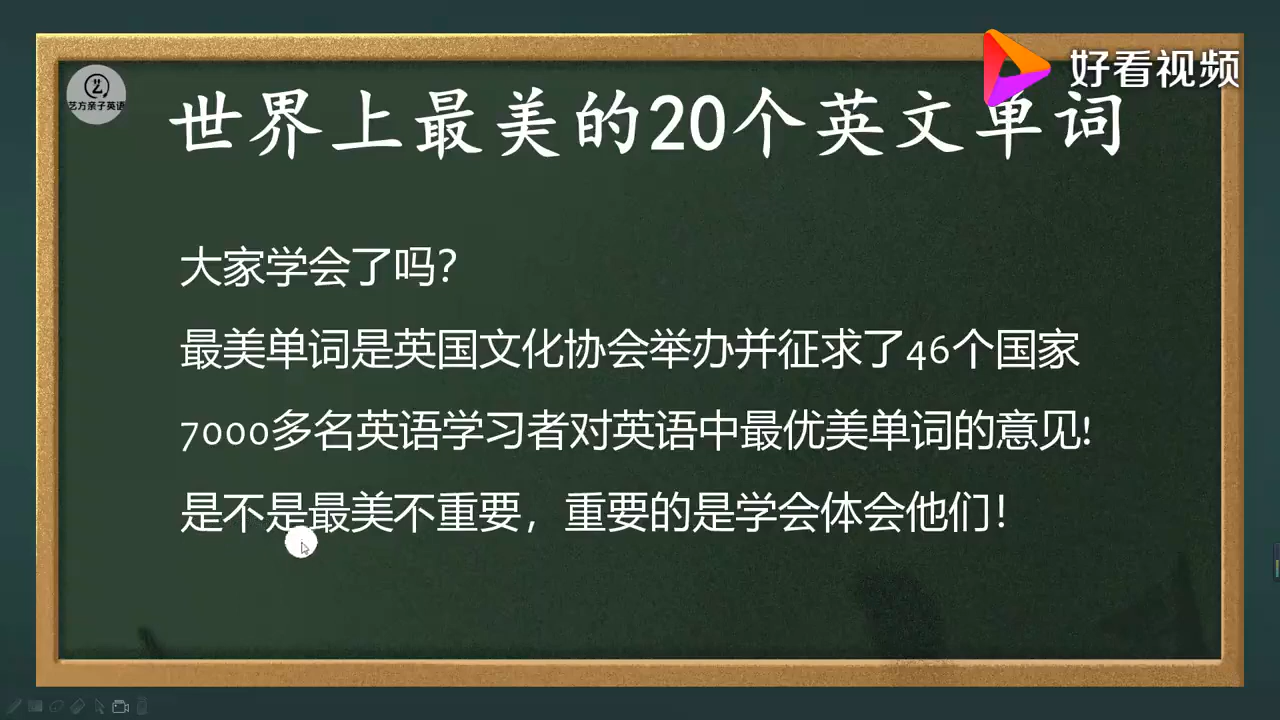 好看视频
艺方亲子英语
世界上最美的20个英文单词
大家学会了吗?
最美单词是英国文化协会举办并征求了46个国家
7000多名英语学习者对英语中最优美单词的意见!
是不是最美不重要，重要的是学会体会他们!